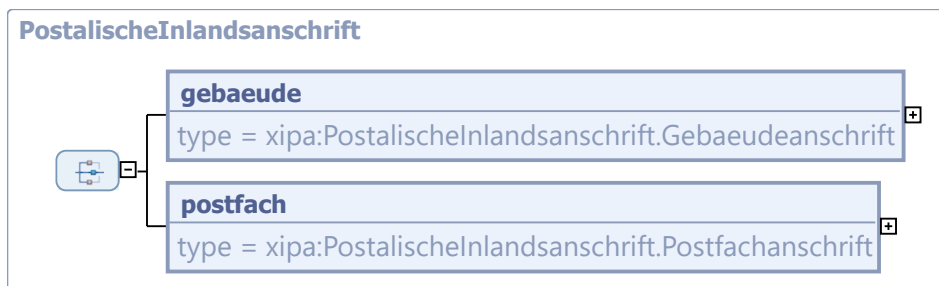 PostalischeInlandsanschrift
gebaeude
type = xipa:PostalischeInlandsanschrift.Gebaeudeanschrift
postfach
type = xipa:PostalischeInlandsanschrift.Postfachanschrift